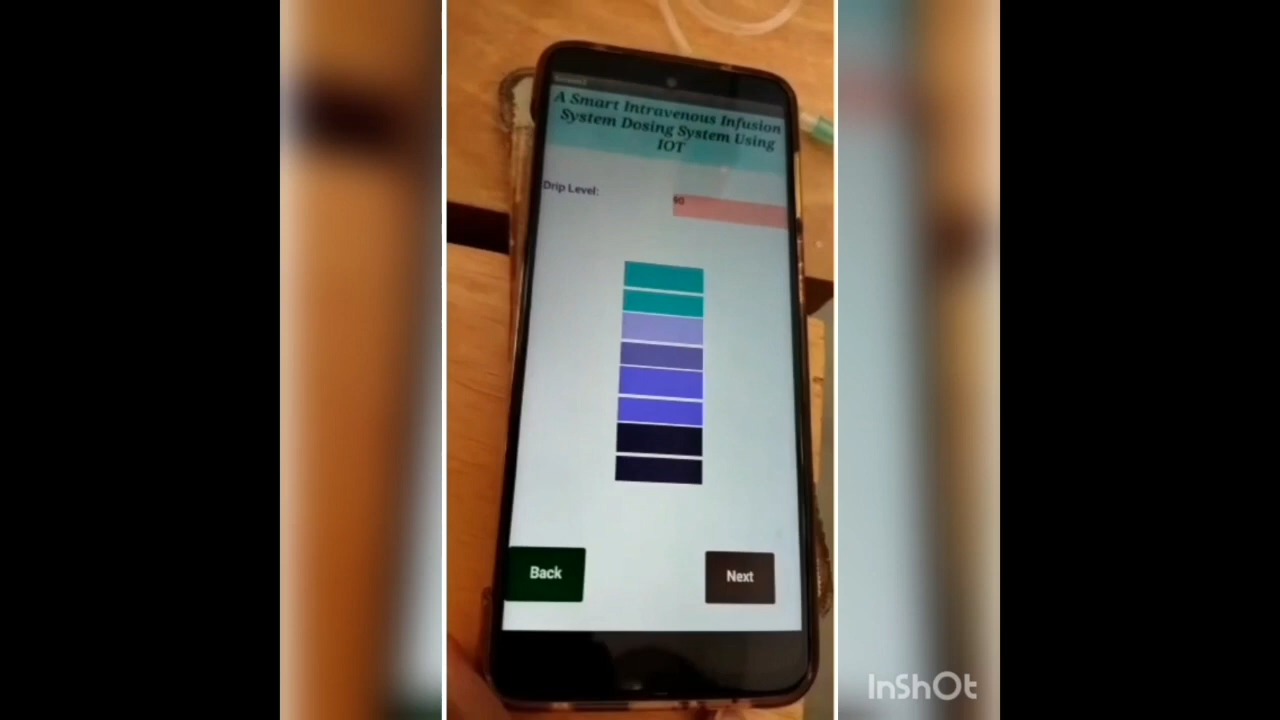 A Smart Intravenous Infusion
System Dosing System Using
IOT
Drip Level:
Back
Next
InShOt